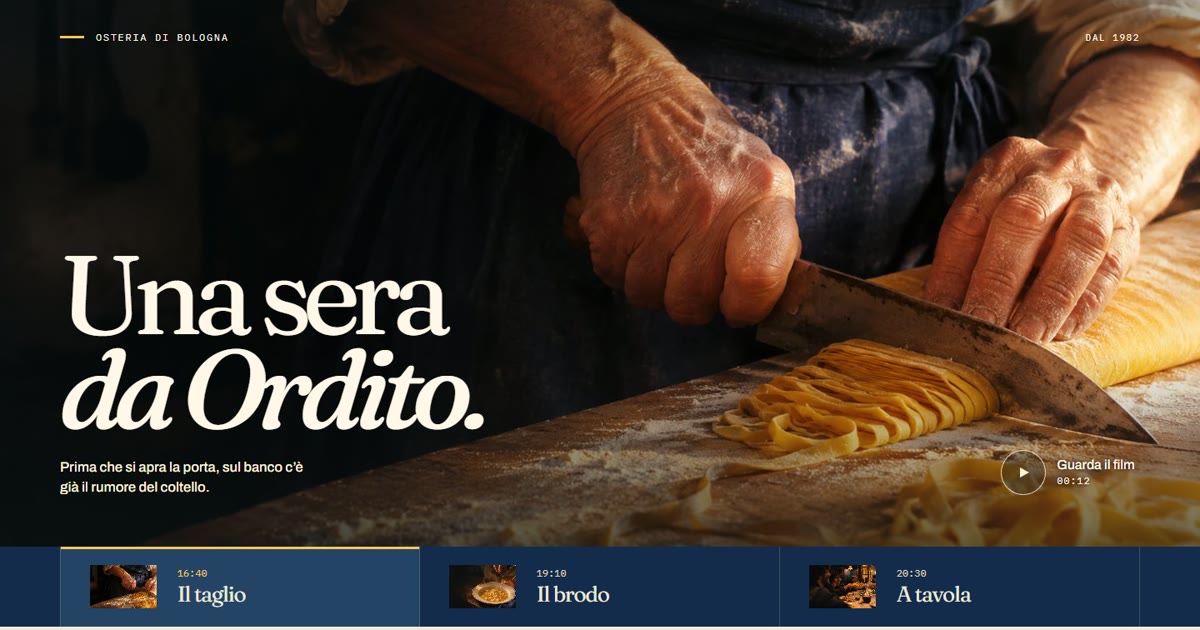 OSTERIA DI BOLOGNA
DAL 1982
Una sera
da Ordito.
Prima che si apra la porta, sul banco c’è
già il rumore del coltello.
Guarda il film
00:12
16:40
Il taglio
19:10
Il brodo
20:30
A tavola